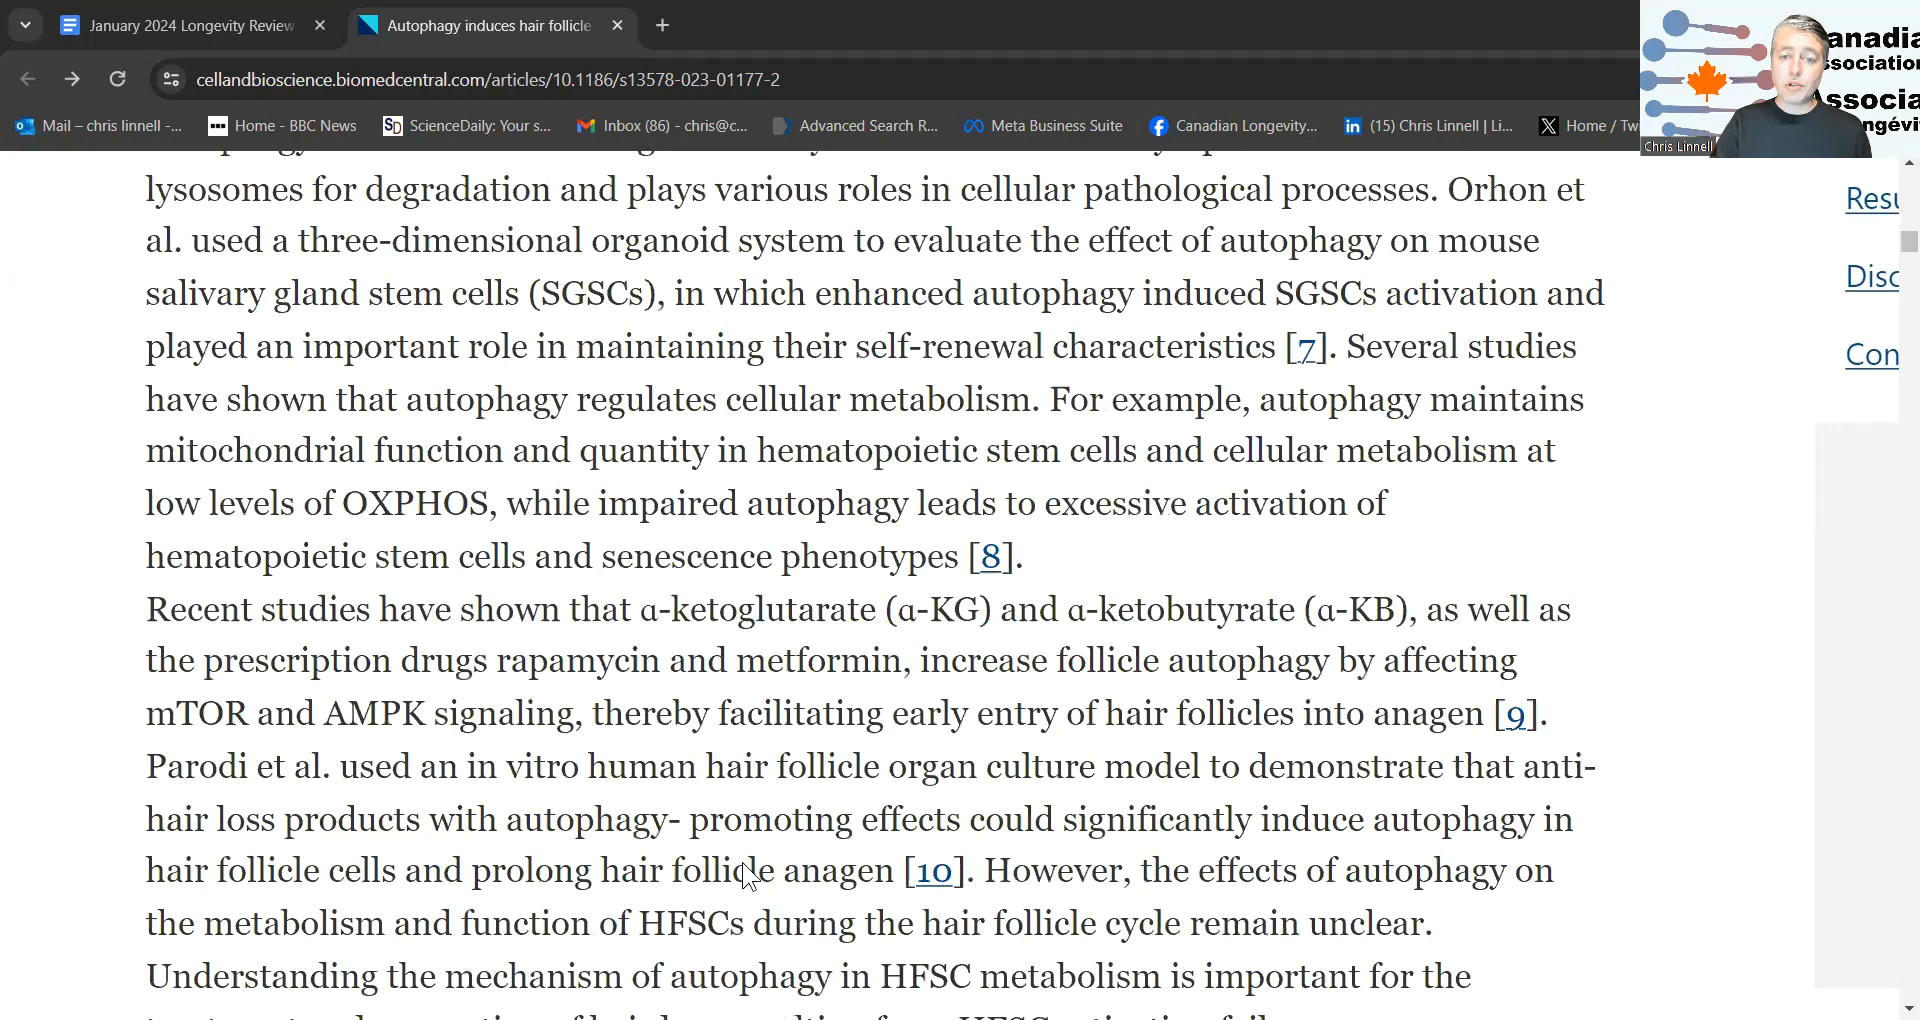 January 2024 Longevity Review
Autophagy induces hair follicle
cellandbioscience.biomedcentral.com/articles/10.1186/s13578-023-01177-2
Mail – chris linnell -...
Home - BBC News
ScienceDaily: Your s...
Inbox (86) - chris@c...
Advanced Search R...
Meta Business Suite
Canadian Longevity...
(15) Chris Linnell | Li...
Home / Tw
anadia
ssociation
Associa
ngévi
Chris Linnell
lysosomes for degradation and plays various roles in cellular pathological processes. Orhon et
al. used a three-dimensional organoid system to evaluate the effect of autophagy on mouse
salivary gland stem cells (SGSCs), in which enhanced autophagy induced SGSCs activation and
played an important role in maintaining their self-renewal characteristics [7]. Several studies
have shown that autophagy regulates cellular metabolism. For example, autophagy maintains
mitochondrial function and quantity in hematopoietic stem cells and cellular metabolism at
low levels of OXPHOS, while impaired autophagy leads to excessive activation of
hematopoietic stem cells and senescence phenotypes [8].
Recent studies have shown that α-ketoglutarate (α-KG) and α-ketobutyrate (α-KB), as well as
the prescription drugs rapamycin and metformin, increase follicle autophagy by affecting
mTOR and AMPK signaling, thereby facilitating early entry of hair follicles into anagen [9].
Parodi et al. used an in vitro human hair follicle organ culture model to demonstrate that anti-
hair loss products with autophagy- promoting effects could significantly induce autophagy in
hair follicle cells and prolong hair follicle anagen [10]. However, the effects of autophagy on
the metabolism and function of HFSCs during the hair follicle cycle remain unclear.
Understanding the mechanism of autophagy in HFSC metabolism is important for the
Resu
Disc
Con